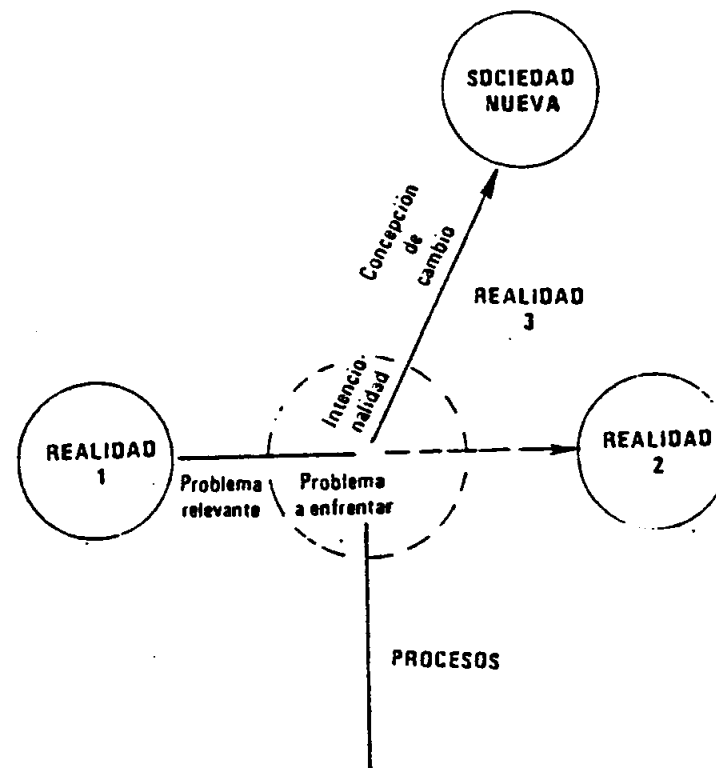 SOCIEDAD
NUEVA
Concepción
de
cambio
REALIDAD
3
Intencio-
nalidad
REALIDAD
1
Problema
relevante
Problema
a enfrentar
REALIDAD
2
PROCESOS